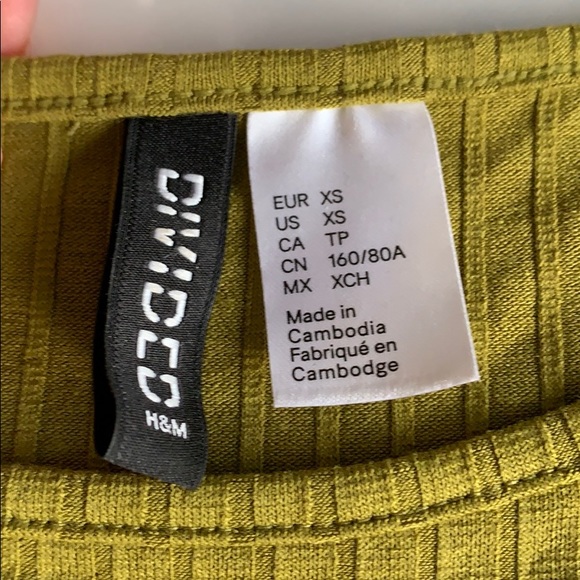 DIVIDED
H&M
EUR XS
US XS
CA TP
CN 160/80A
MX XCH
Made in
Cambodia
Fabriqué en
Cambodge